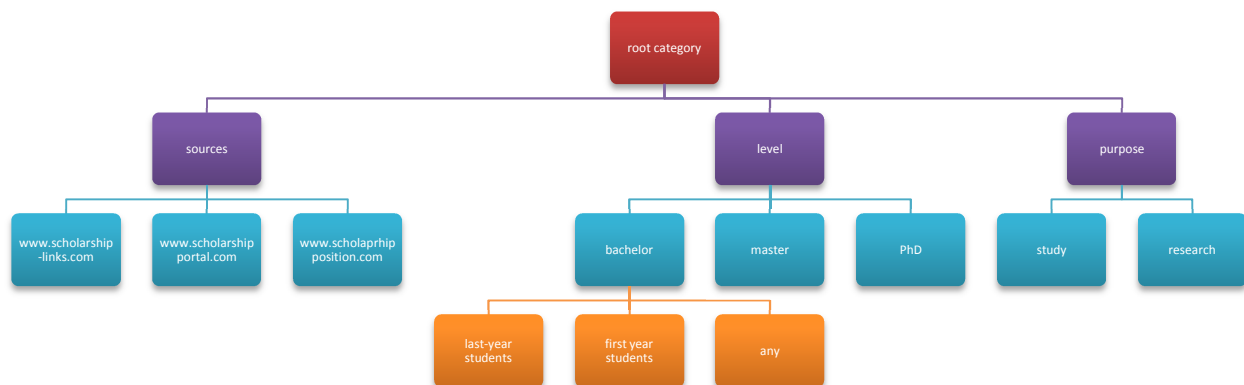 root category
sources
level
purpose
www.scholarship
-links.com
www.scholarship
portal.com
www.scholaprhip
position.com
bachelor
master
PhD
study
research
last-year
students
first year
students
any